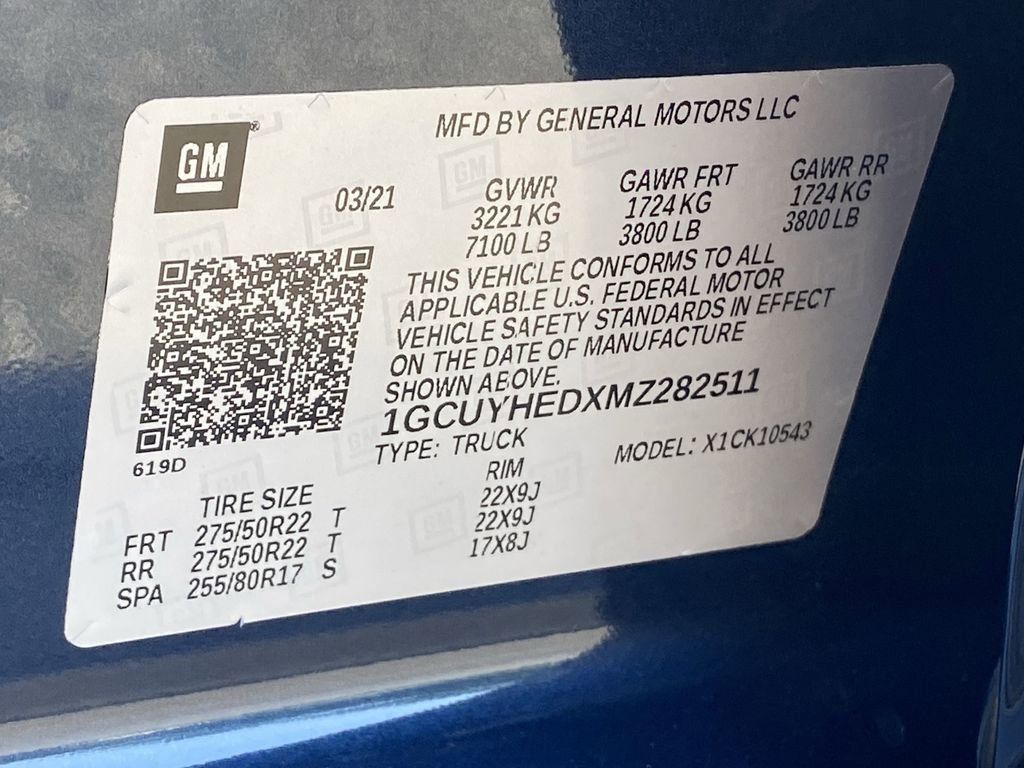 MFD BY GENERAL MOTORS LLC
GM®
03/21
GVWR
3221 KG
7100 LB
GAWR FRT
1724 KG
3800 LB
GAWR RR
1724 KG
3800 LB
THIS VEHICLE CONFORMS TO ALL
APPLICABLE U.S. FEDERAL MOTOR
VEHICLE SAFETY STANDARDS IN EFFECT
ON THE DATE OF MANUFACTURE
SHOWN ABOVE.
1GCUYHEDXMZ282511
TYPE: TRUCK
MODEL: X1CK10543
619D
TIRE SIZE RIM
FRT 275/50R22 T 22X9J
RR 275/50R22 T 22X9J
SPA 255/80R17 S 17X8J